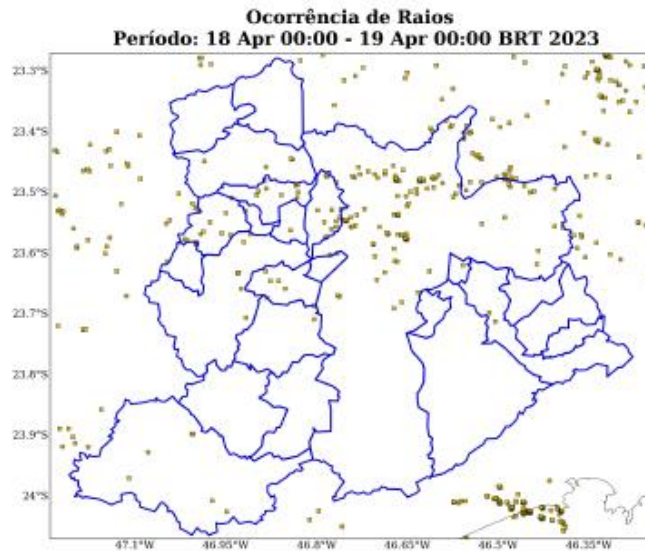 Ocorrência de Raios
Período: 18 Apr 00:00 - 19 Apr 00:00 BRT 2023
23.3°S
23.4°S
23.5°S
23.6°S
23.7°S
23.8°S
23.9°S
24°S
47.1°W 46.95°W 46.8°W 46.65°W 46.5°W 46.35°W